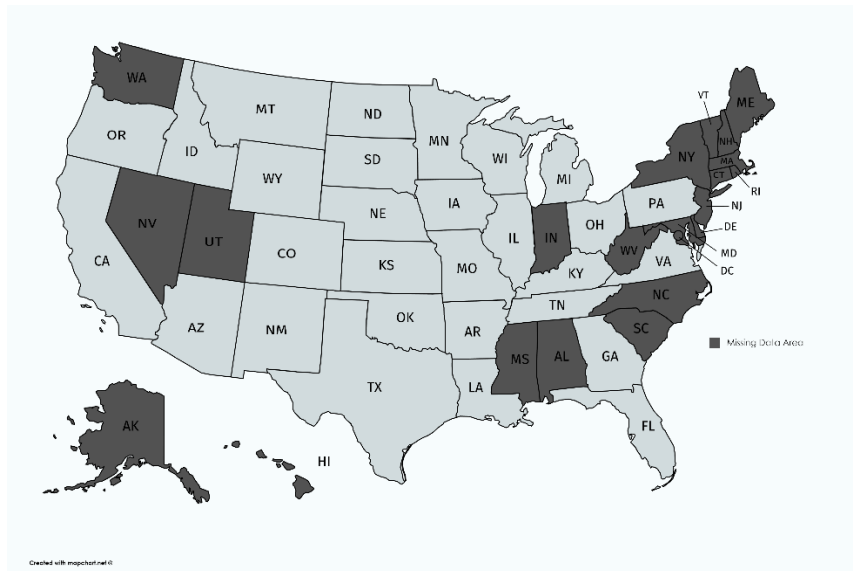 WA
MT
ND
MN
VT
ME
OR
ID
SD
WI
NY
NH
MA
CT
RI
WY
MI
NV
UT
NE
IA
PA
NJ
CA
CO
KS
IL
IN
OH
DE
WV
VA
MD
DC
MO
KY
AZ
NM
OK
AR
TN
NC
SC
MS
AL
GA
Missing Data Area
TX
LA
FL
AK
HI
Created with mapchart.net ©